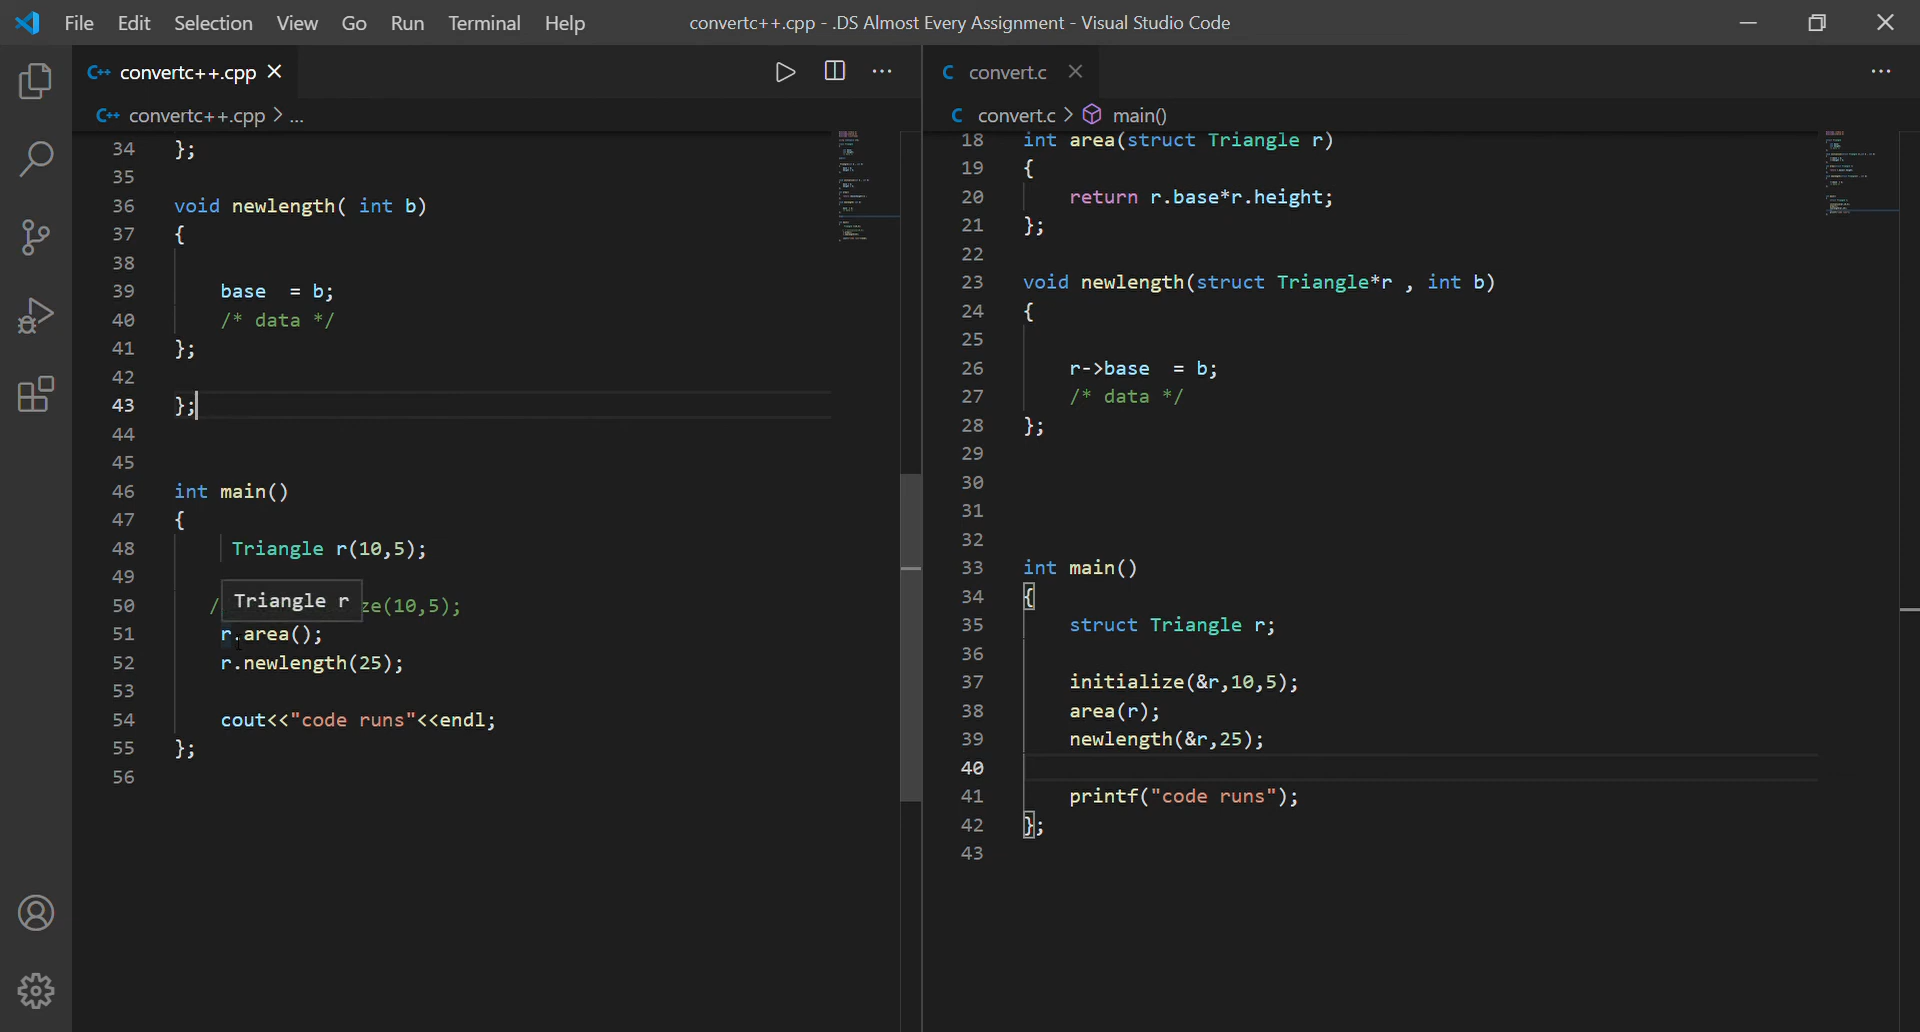 File Edit Selection View Go Run Terminal Help convertc++.cpp - .DS Almost Every Assignment - Visual Studio Code
C++ convertc++.cpp
C++ convertc++.cpp > ...
34 };
35
36 void newlength( int b)
37 {
38
39 base = b;
40 /* data */
41 };
42
43 };
44
45
46 int main()
47 {
48 Triangle r(10,5);
49
Triangle r
50 / ze(10,5);
51 r.area();
52 r.newlength(25);
53
54 cout<<"code runs"<<endl;
55 };
56
C convert.c
C convert.c > main()
18 int area(struct Triangle r)
19 {
20 return r.base*r.height;
21 };
22
23 void newlength(struct Triangle*r , int b)
24 {
25
26 r->base = b;
27 /* data */
28 };
29
30
31
32
33 int main()
34 {
35 struct Triangle r;
36
37 initialize(&r,10,5);
38 area(r);
39 newlength(&r,25);
40
41 printf("code runs");
42 };
43